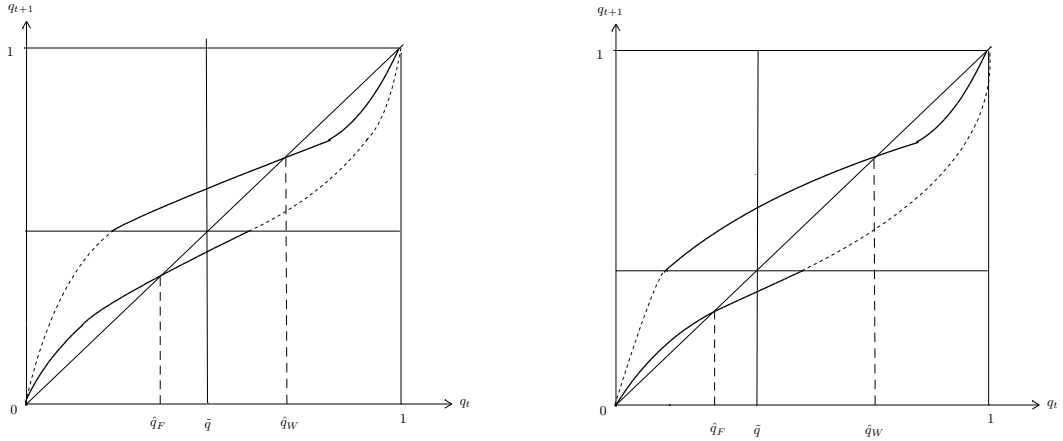 q_{t+1}
1
0
q̂_F
q̃
q̂_W
1
q_t
q_{t+1}
1
0
q̂_F
q̃
q̂_W
1
q_t